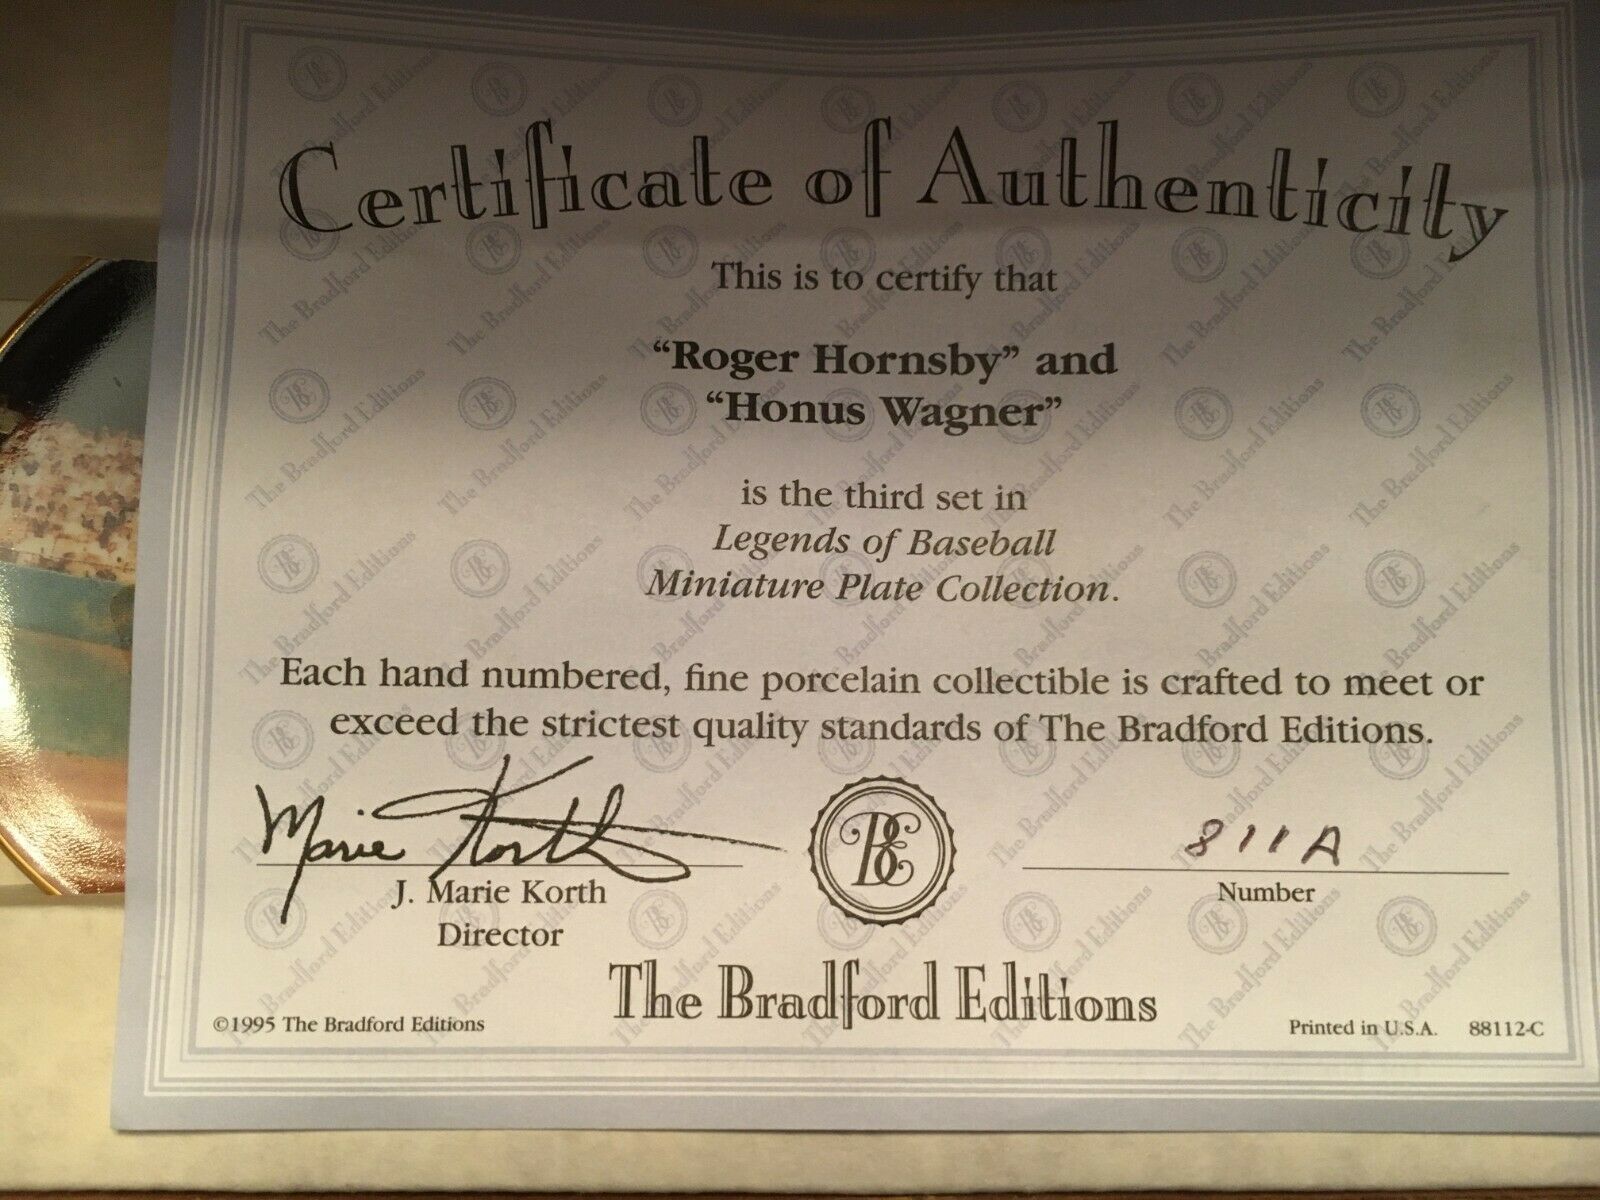 Certificate of Authenticity
This is to certify that
“Roger Hornsby” and
“Honus Wagner”
is the third set in
Legends of Baseball
Miniature Plate Collection.
Each hand numbered, fine porcelain collectible is crafted to meet or
exceed the strictest quality standards of The Bradford Editions.
Marie Korth
BE
811A
J. Marie Korth
Number
Director
The Bradford Editions
©1995 The Bradford Editions
Printed in U.S.A. 88112-C